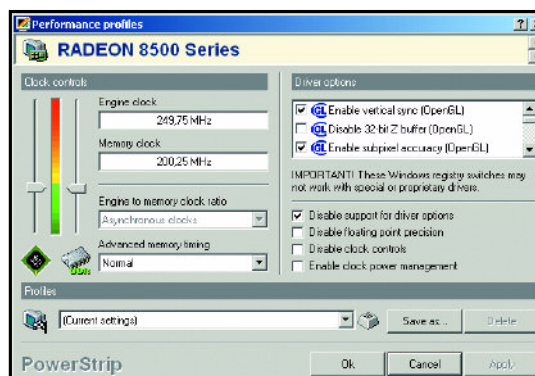 Performance profiles
RADEON 8500 Series
Clock controls
Engine clock
249,75 MHz
Memory clock
200,25 MHz
Engine to memory clock ratio
Asynchronous clocks
Advanced memory timing
Normal
Driver options
Enable vertical sync (OpenGL)
Disable 32-bit Z buffer (OpenGL)
Enable subpixel accuracy (OpenGL)
IMPORTANT! These Windows registry switches may
not work with special or proprietary drivers.
Disable support for driver options
Disable floating point precision
Disable clock controls
Enable clock power management
Profiles
(Current settings)
Save as...
Delete
PowerStrip
Ok
Cancel
Apply